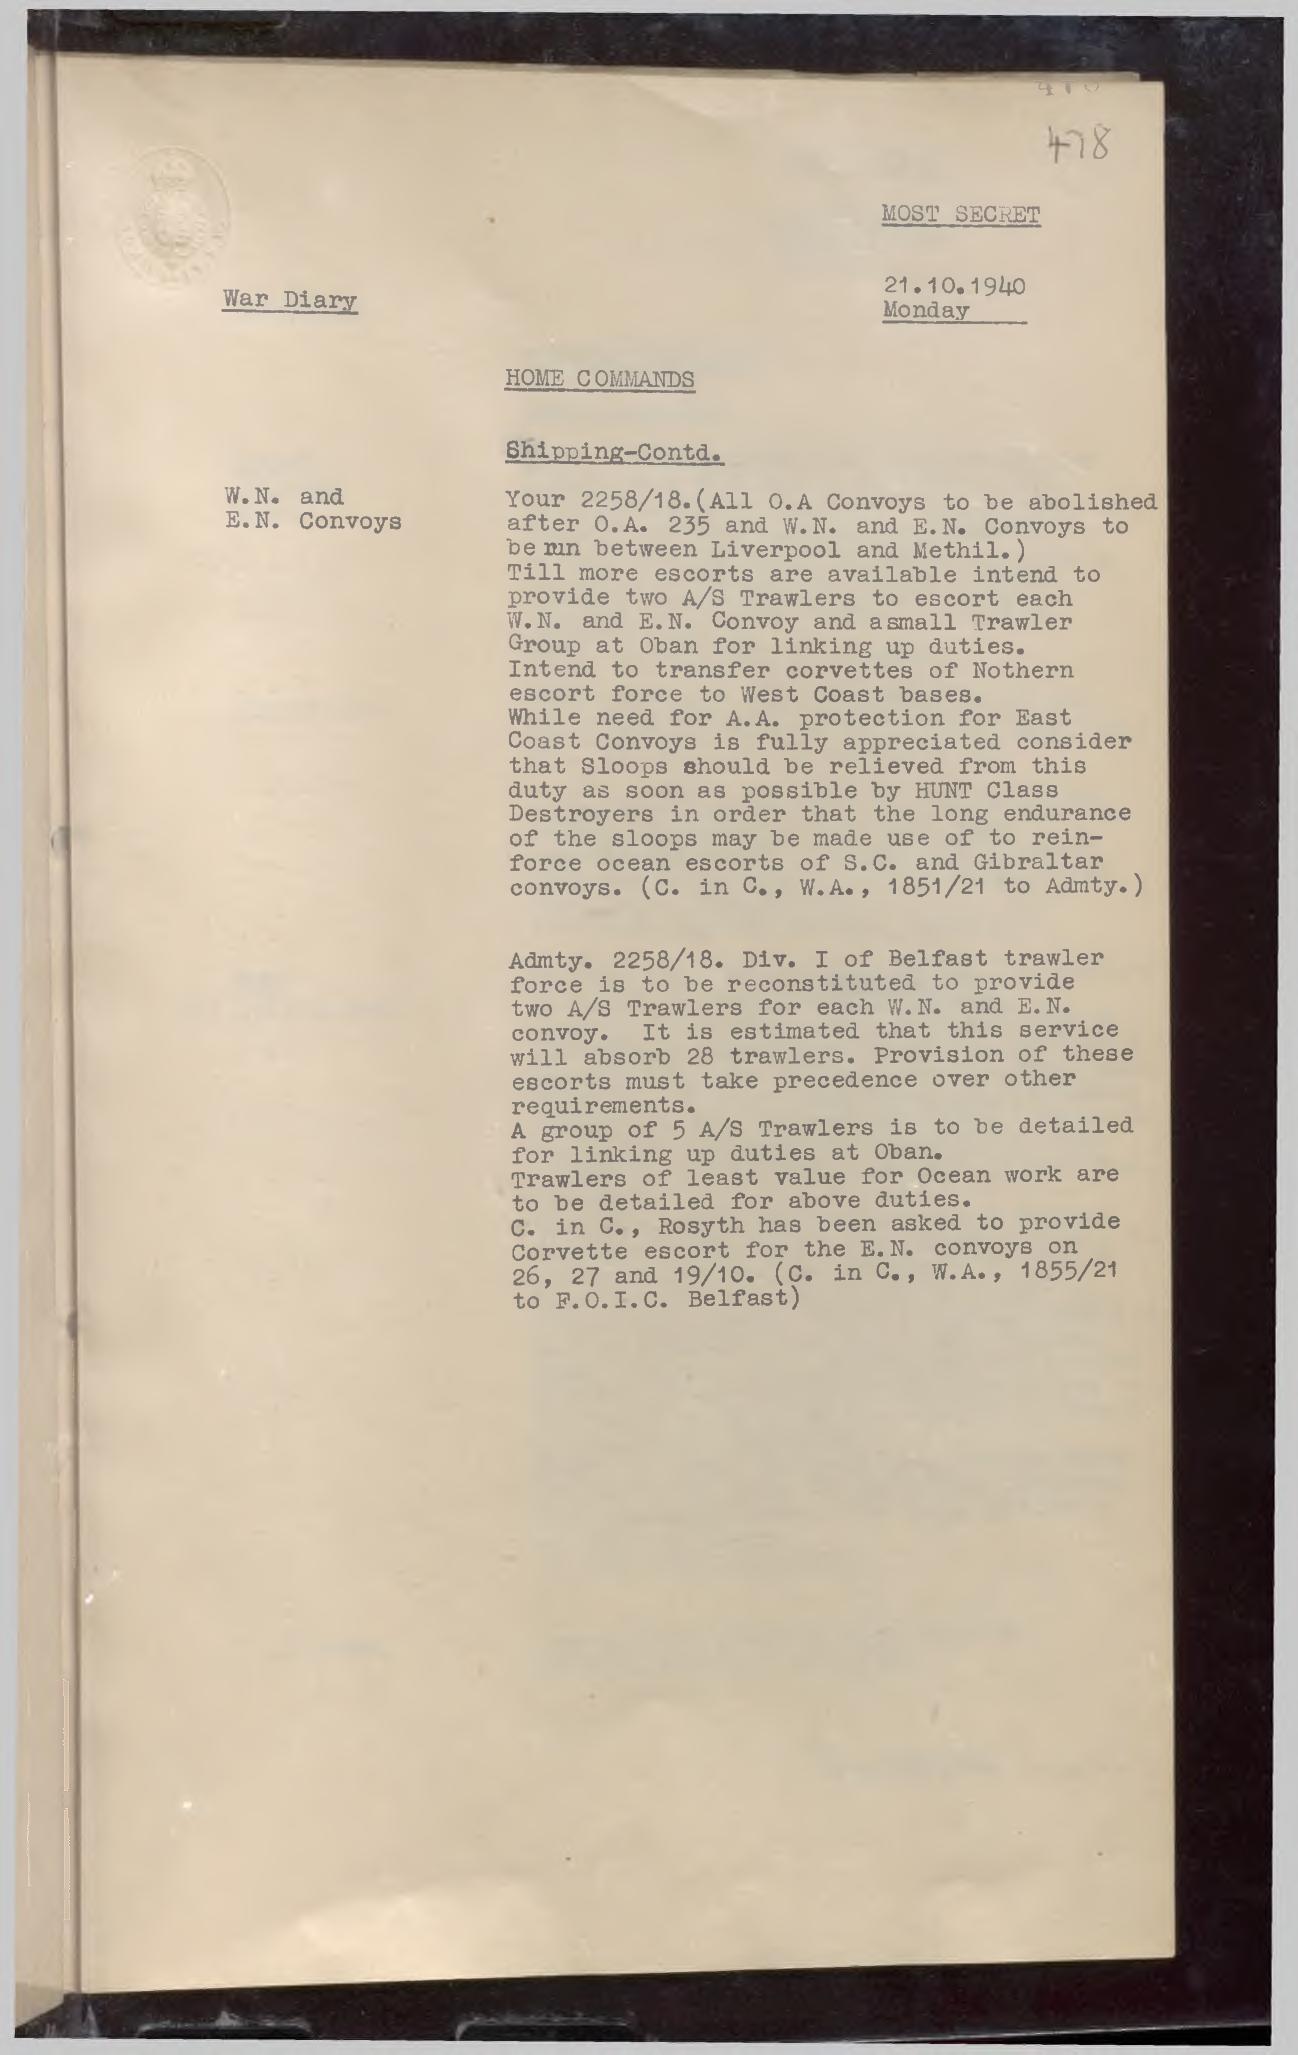 478
MOST SECRET
War Diary
21.10.1940
Monday
HOME COMMANDS
Shipping-Contd.
W.N. and
E.N. Convoys
Your 2258/18.(All O.A Convoys to be abolished
after O.A. 235 and W.N. and E.N. Convoys to
be run between Liverpool and Methil.)
Till more escorts are available intend to
provide two A/S Trawlers to escort each
W.N. and E.N. Convoy and asmall Trawler
Group at Oban for linking up duties.
Intend to transfer corvettes of Nothern
escort force to West Coast bases.
While need for A.A. protection for East
Coast Convoys is fully appreciated consider
that Sloops should be relieved from this
duty as soon as possible by HUNT Class
Destroyers in order that the long endurance
of the sloops may be made use of to rein-
force ocean escorts of S.C. and Gibraltar
convoys. (C. in C., W.A., 1851/21 to Admty.)
Admty. 2258/18. Div. I of Belfast trawler
force is to be reconstituted to provide
two A/S Trawlers for each W.N. and E.N.
convoy. It is estimated that this service
will absorb 28 trawlers. Provision of these
escorts must take precedence over other
requirements.
A group of 5 A/S Trawlers is to be detailed
for linking up duties at Oban.
Trawlers of least value for Ocean work are
to be detailed for above duties.
C. in C., Rosyth has been asked to provide
Corvette escort for the E.N. convoys on
26, 27 and 19/10. (C. in C., W.A., 1855/21
to F.O.I.C. Belfast)